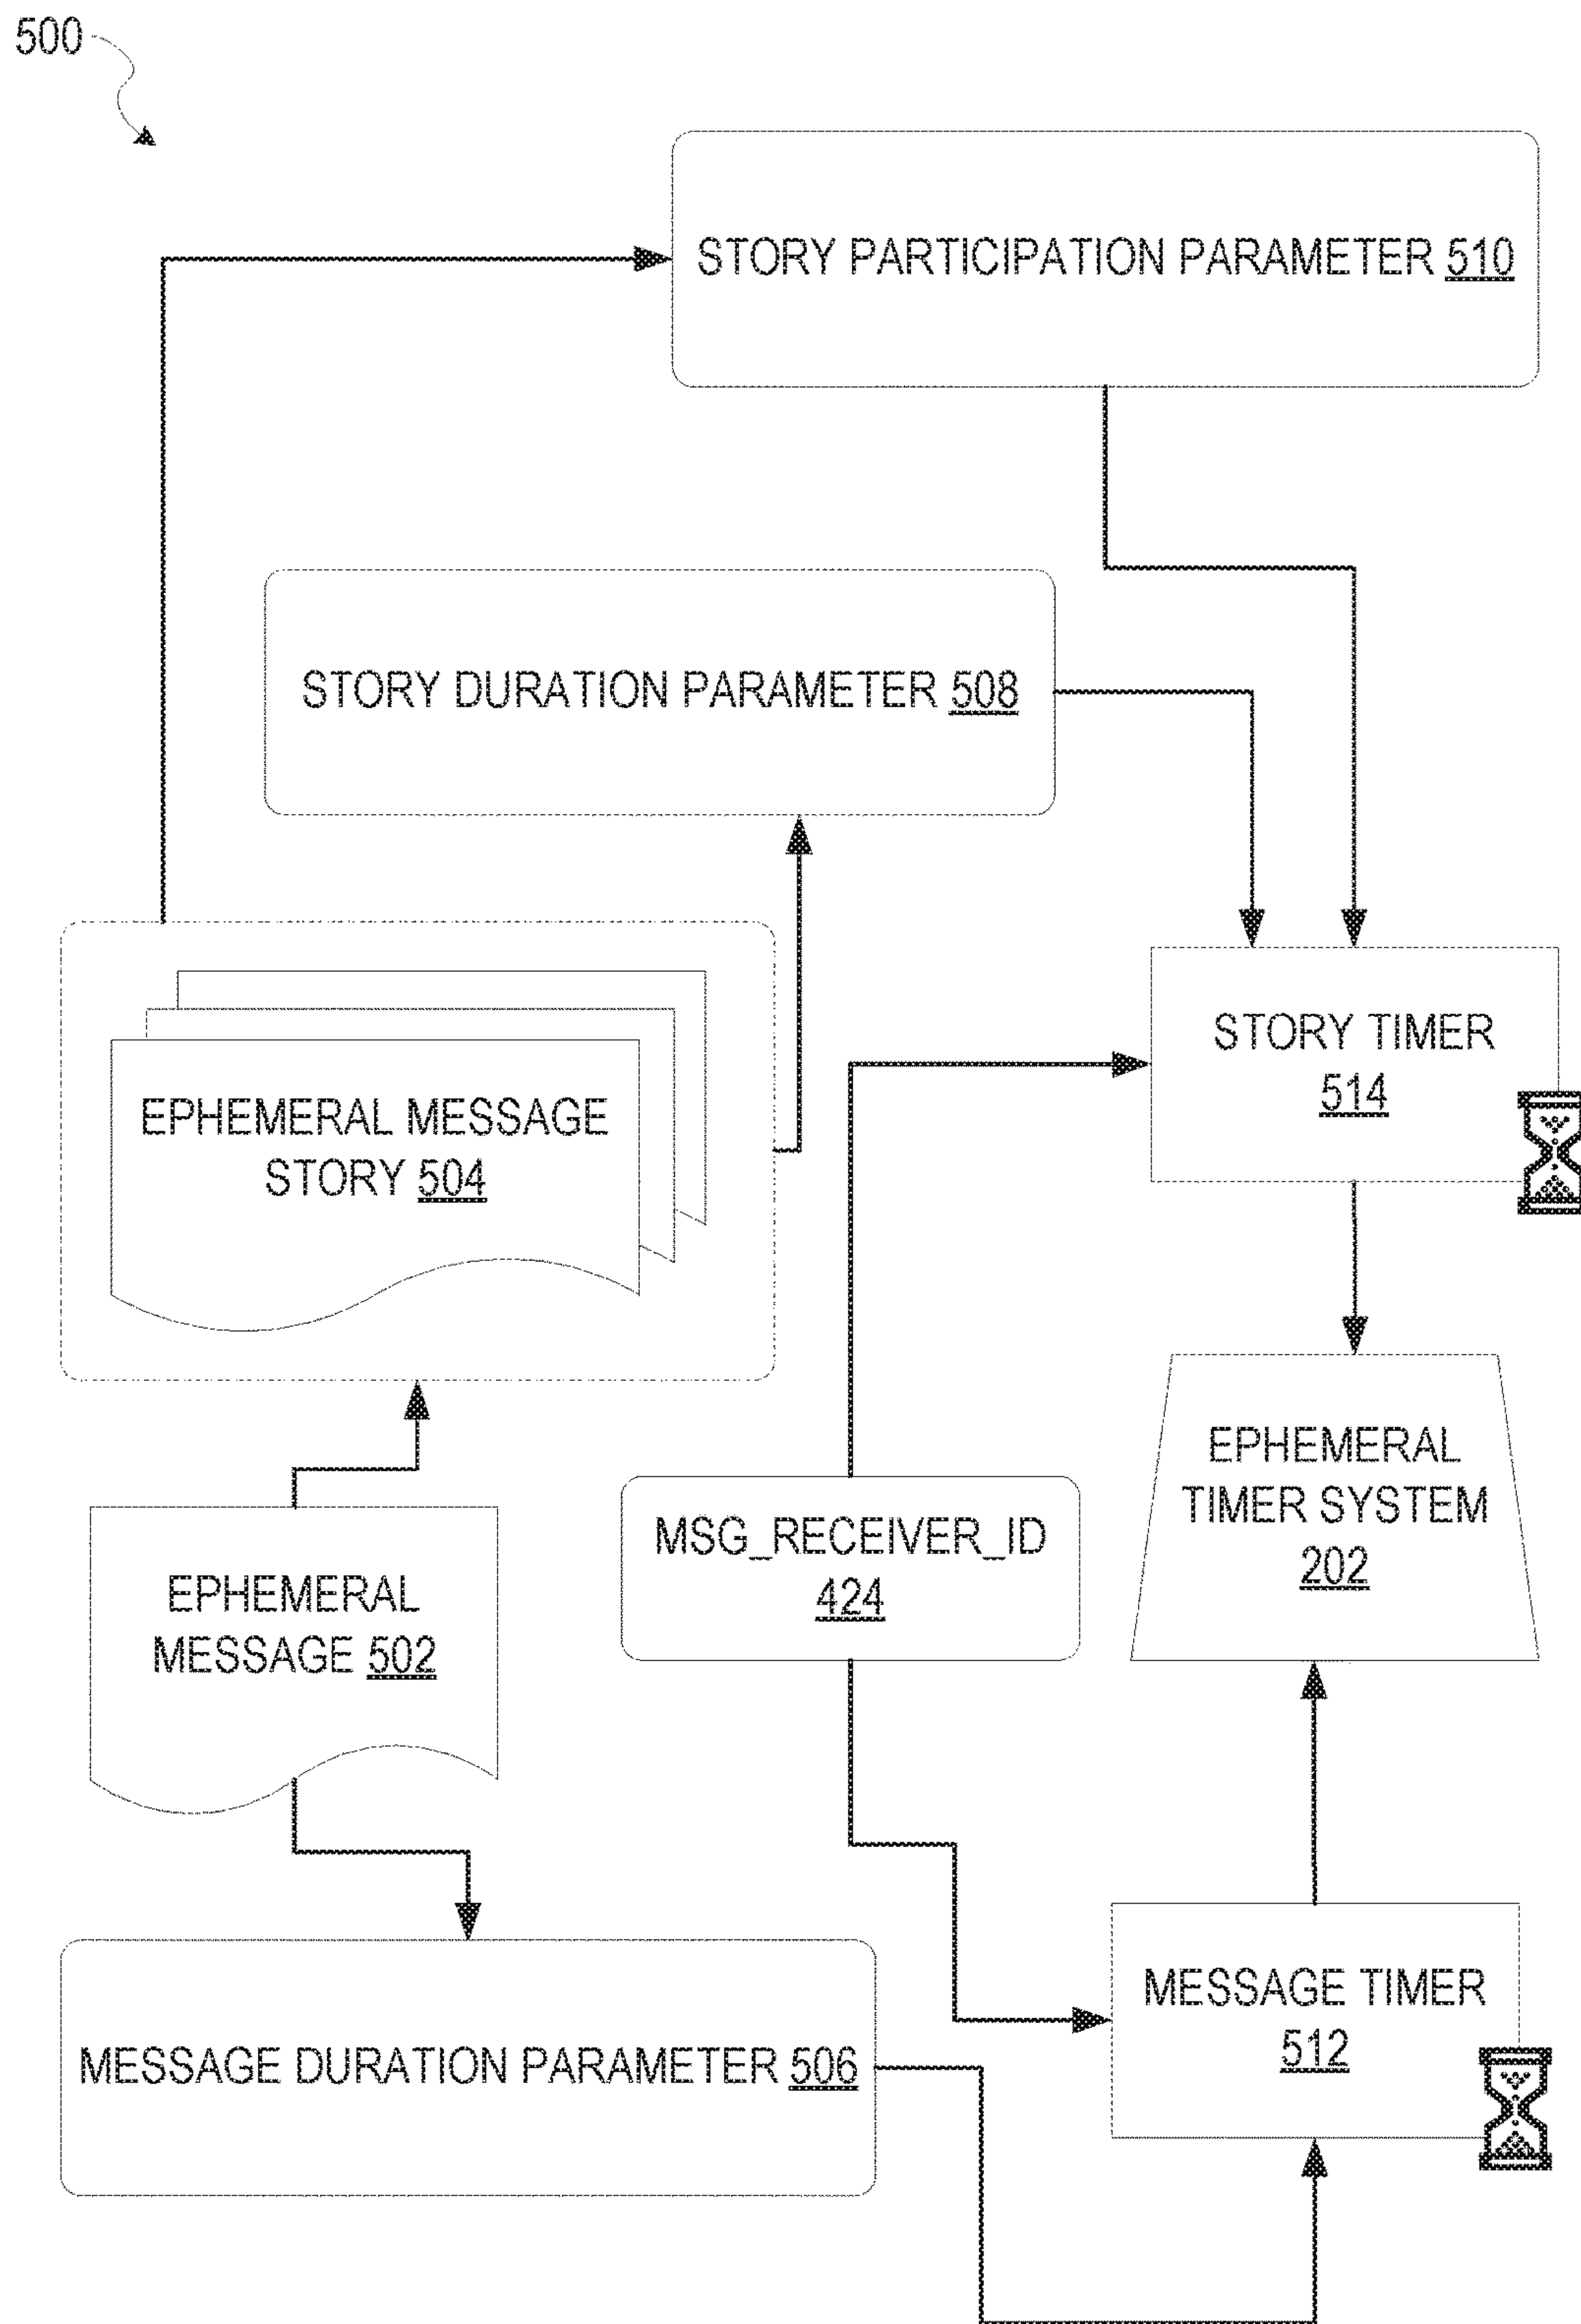 500
STORY PARTICIPATION PARAMETER 510
STORY DURATION PARAMETER 508
STORY TIMER
514
EPHEMERAL MESSAGE
STORY 504
EPHEMERAL
TIMER SYSTEM
202
MSG_RECEIVER_ID
424
EPHEMERAL
MESSAGE 502
MESSAGE TIMER
512
MESSAGE DURATION PARAMETER 506